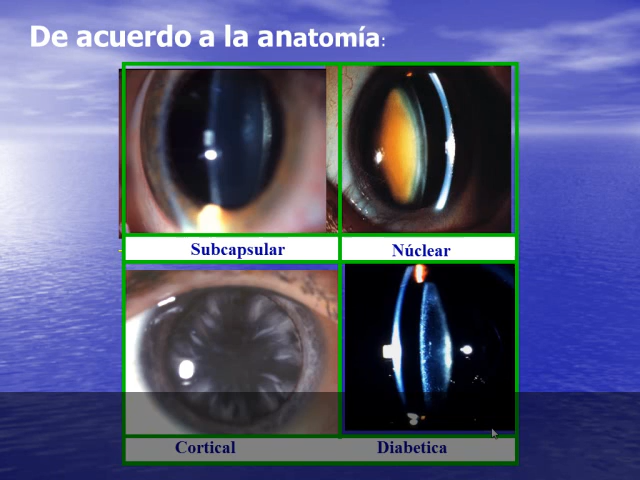 De acuerdo a la anatomía:
Subcapsular
Núclear
Cortical
Diabetica